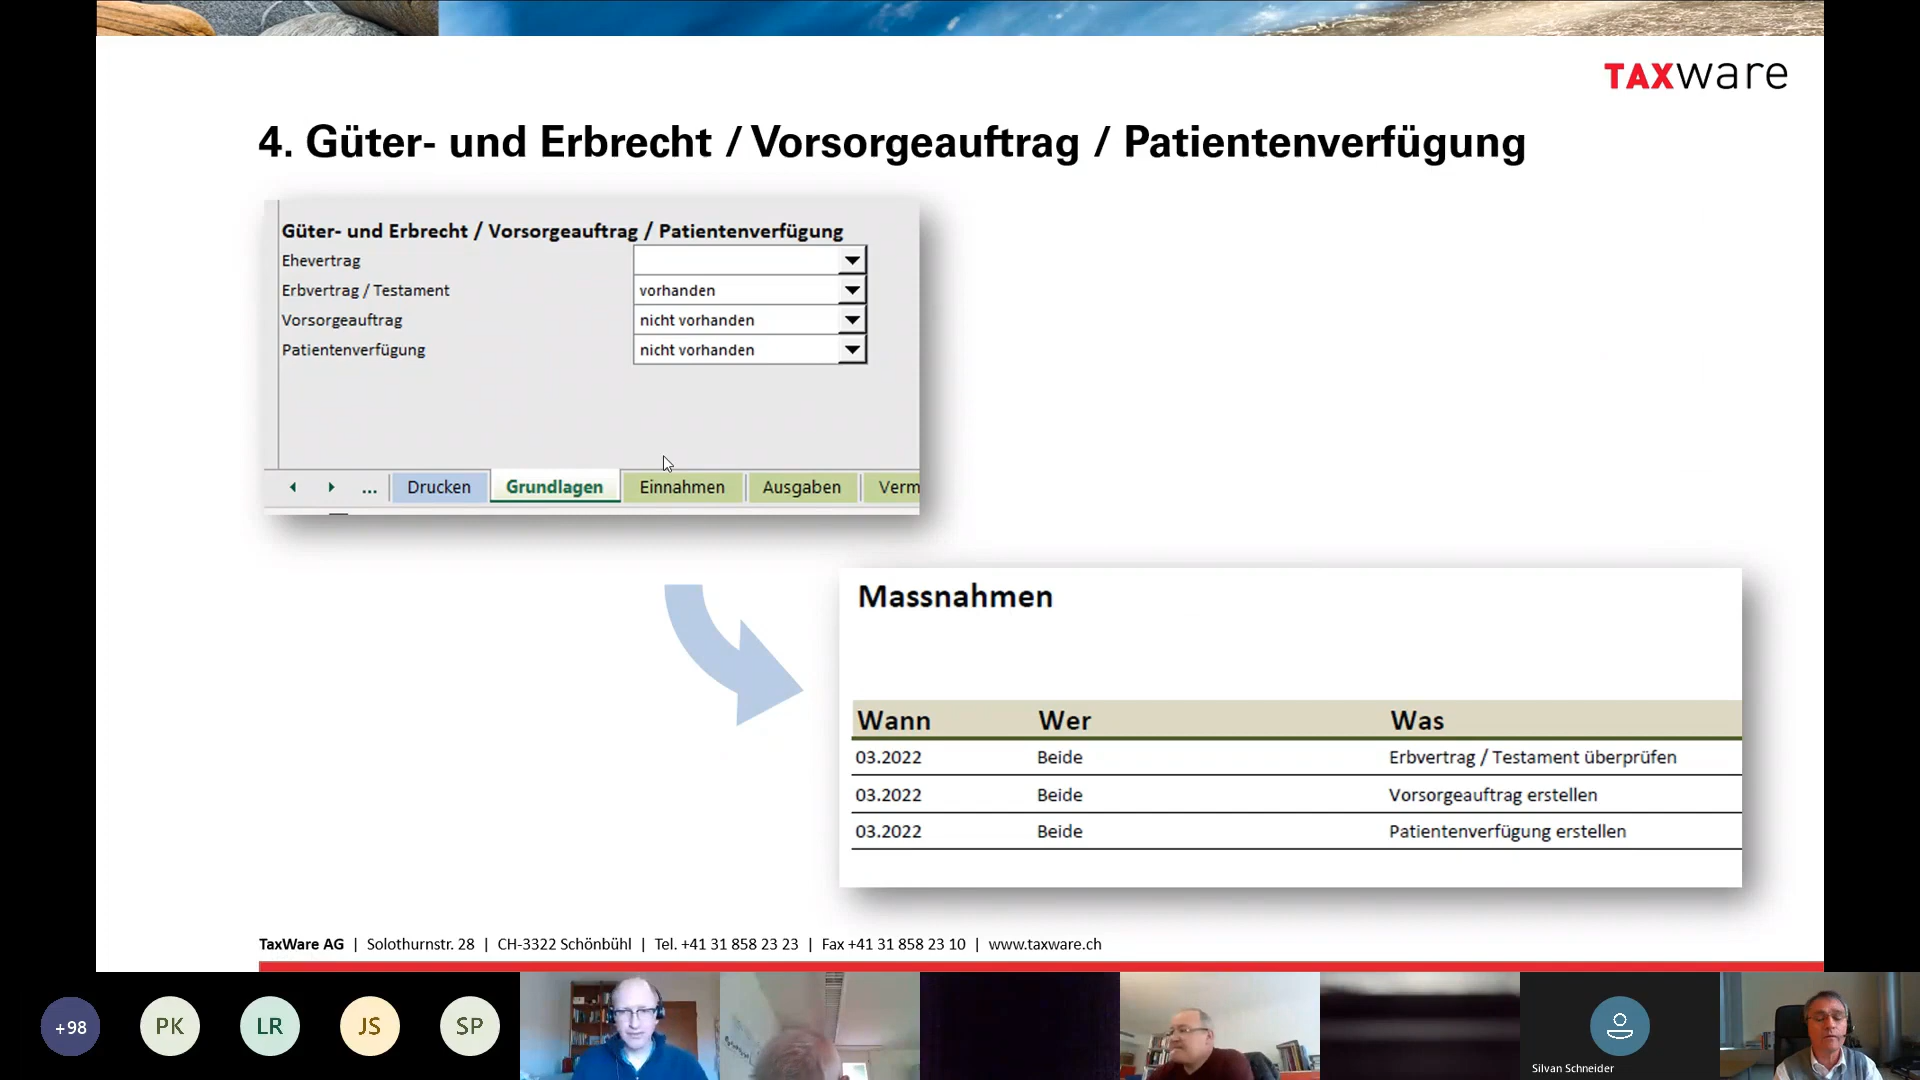 TAXware
4. Güter- und Erbrecht / Vorsorgeauftrag / Patientenverfügung
Güter- und Erbrecht / Vorsorgeauftrag / Patientenverfügung
Ehevertrag
Erbvertrag / Testament vorhanden
Vorsorgeauftrag nicht vorhanden
Patientenverfügung nicht vorhanden
... Drucken Grundlagen Einnahmen Ausgaben Verm
Massnahmen
Wann Wer Was
03.2022 Beide Erbvertrag / Testament überprüfen
03.2022 Beide Vorsorgeauftrag erstellen
03.2022 Beide Patientenverfügung erstellen
TaxWare AG | Solothurnstr. 28 | CH-3322 Schönbühl | Tel. +41 31 858 23 23 | Fax +41 31 858 23 10 | www.taxware.ch
+98 PK LR JS SP
Silvan Schneider